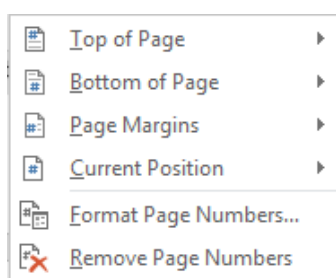 Top of Page
Bottom of Page
Page Margins
Current Position
Format Page Numbers...
Remove Page Numbers